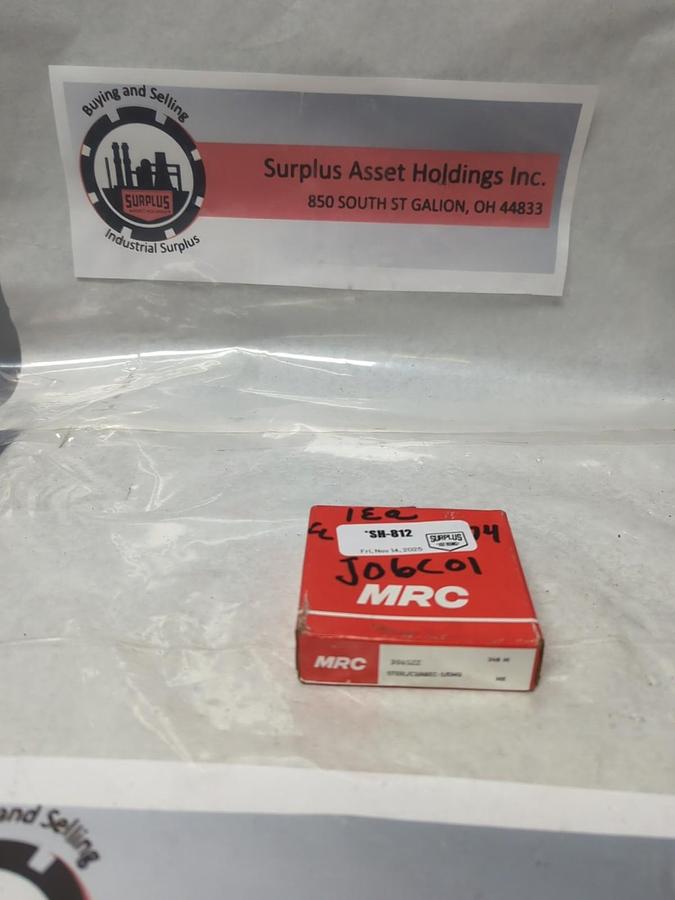 Buying and Selling
SURPLUS
Industrial Surplus
Surplus Asset Holdings Inc.
850 SOUTH ST GALION, OH 44833
1Ea
SH-812
SURPLUS
Fri, Nov 14, 2025
J06C01
MRC
MRC
and Selling